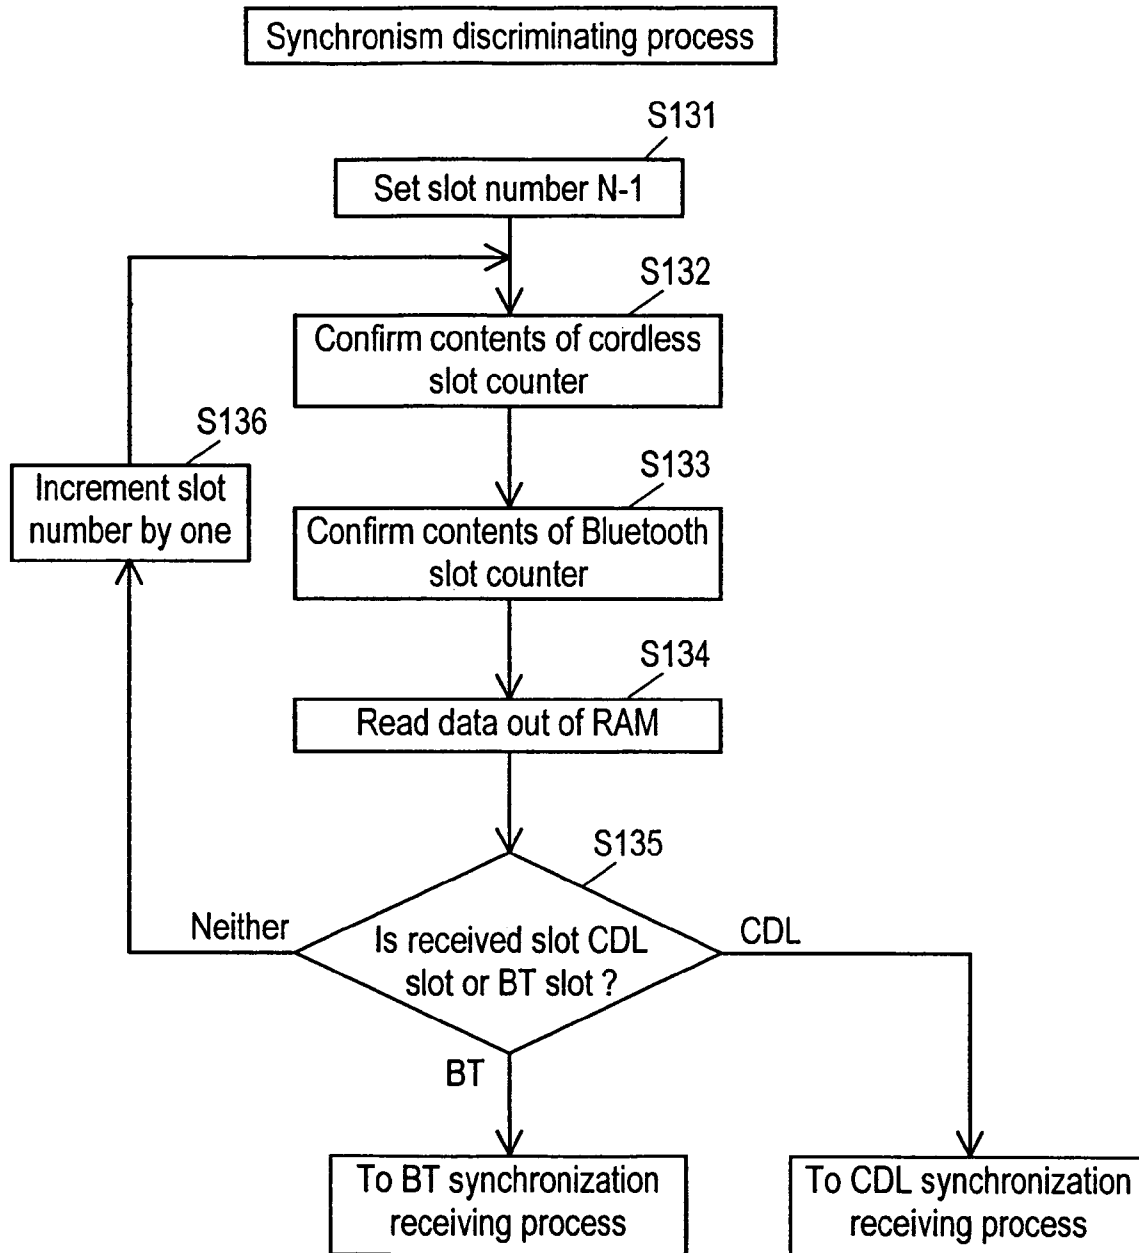 Synchronism discriminating process
S131
Set slot number N-1
S132
Confirm contents of cordless
slot counter
S136
Increment slot
number by one
S133
Confirm contents of Bluetooth
slot counter
S134
Read data out of RAM
S135
Neither
Is received slot CDL
slot or BT slot ?
CDL
BT
To BT synchronization
receiving process
To CDL synchronization
receiving process